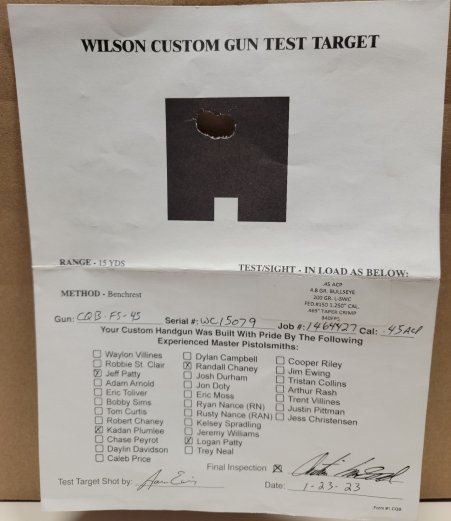 WILSON CUSTOM GUN TEST TARGET
RANGE - 15 YDS
TEST/SIGHT - IN LOAD AS BELOW:
METHOD - Benchrest
.45 ACP
4.8 GR. BULLSEYE
200 GR. L-SWC
FED.#150 1.250" OAL.
.469" TAPER CRIMP
Gun: CQB-FS-45 Serial #: WC15079 Job #: 1464427 Cal: .45ACP
Your Custom Handgun Was Built With Pride By The Following
Experienced Master Pistolsmiths:
Waylon Villines
Robbie St. Clair
Jeff Patty
Adam Arnold
Eric Toliver
Bobby Sims
Tom Curtis
Robert Chaney
Kadan Plumlee
Chase Peyrot
Daylin Davidson
Caleb Price
Dylan Campbell
Randall Chaney
Josh Durham
Jon Doty
Eric Moss
Ryan Nance (RN)
Rusty Nance (RAN)
Kelsey Spradling
Jeremy Williams
Logan Patty
Trey Neal
Cooper Riley
Jim Ewing
Tristan Collins
Arthur Rash
Trent Villines
Justin Pittman
Jess Christensen
Final Inspection
Test Target Shot by:
Date: 1-23-23
Form #1 CQB